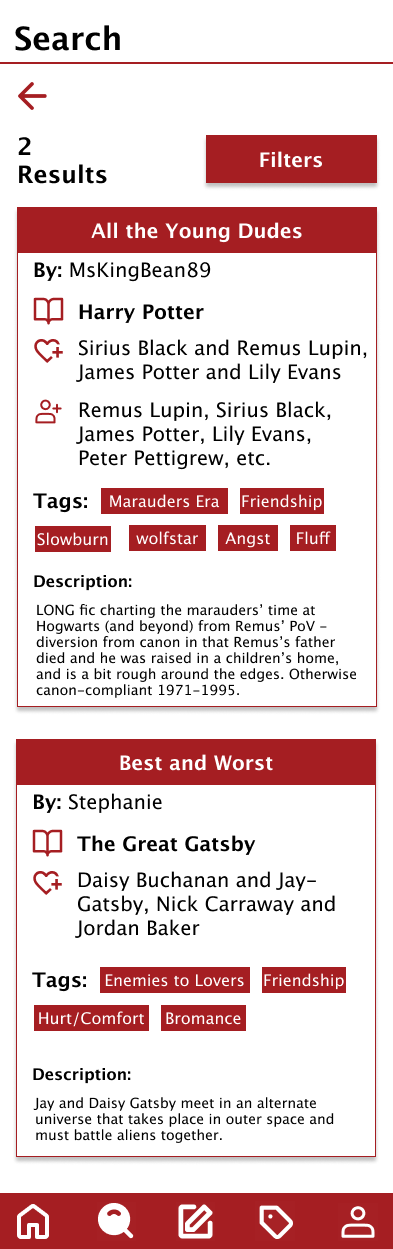 Search
2
Results
Filters
All the Young Dudes
By: MsKingBean89
Harry Potter
Sirius Black and Remus Lupin,
James Potter and Lily Evans
Remus Lupin, Sirius Black,
James Potter, Lily Evans,
Peter Pettigrew, etc.
Tags: Marauders Era Friendship
Slowburn wolfstar Angst Fluff
Description:
LONG fic charting the marauders’ time at
Hogwarts (and beyond) from Remus’ PoV -
diversion from canon in that Remus’s father
died and he was raised in a children’s home,
and is a bit rough around the edges. Otherwise
canon-compliant 1971-1995.
Best and Worst
By: Stephanie
The Great Gatsby
Daisy Buchanan and Jay-
Gatsby, Nick Carraway and
Jordan Baker
Tags: Enemies to Lovers Friendship
Hurt/Comfort Bromance
Description:
Jay and Daisy Gatsby meet in an alternate
universe that takes place in outer space and
must battle aliens together.